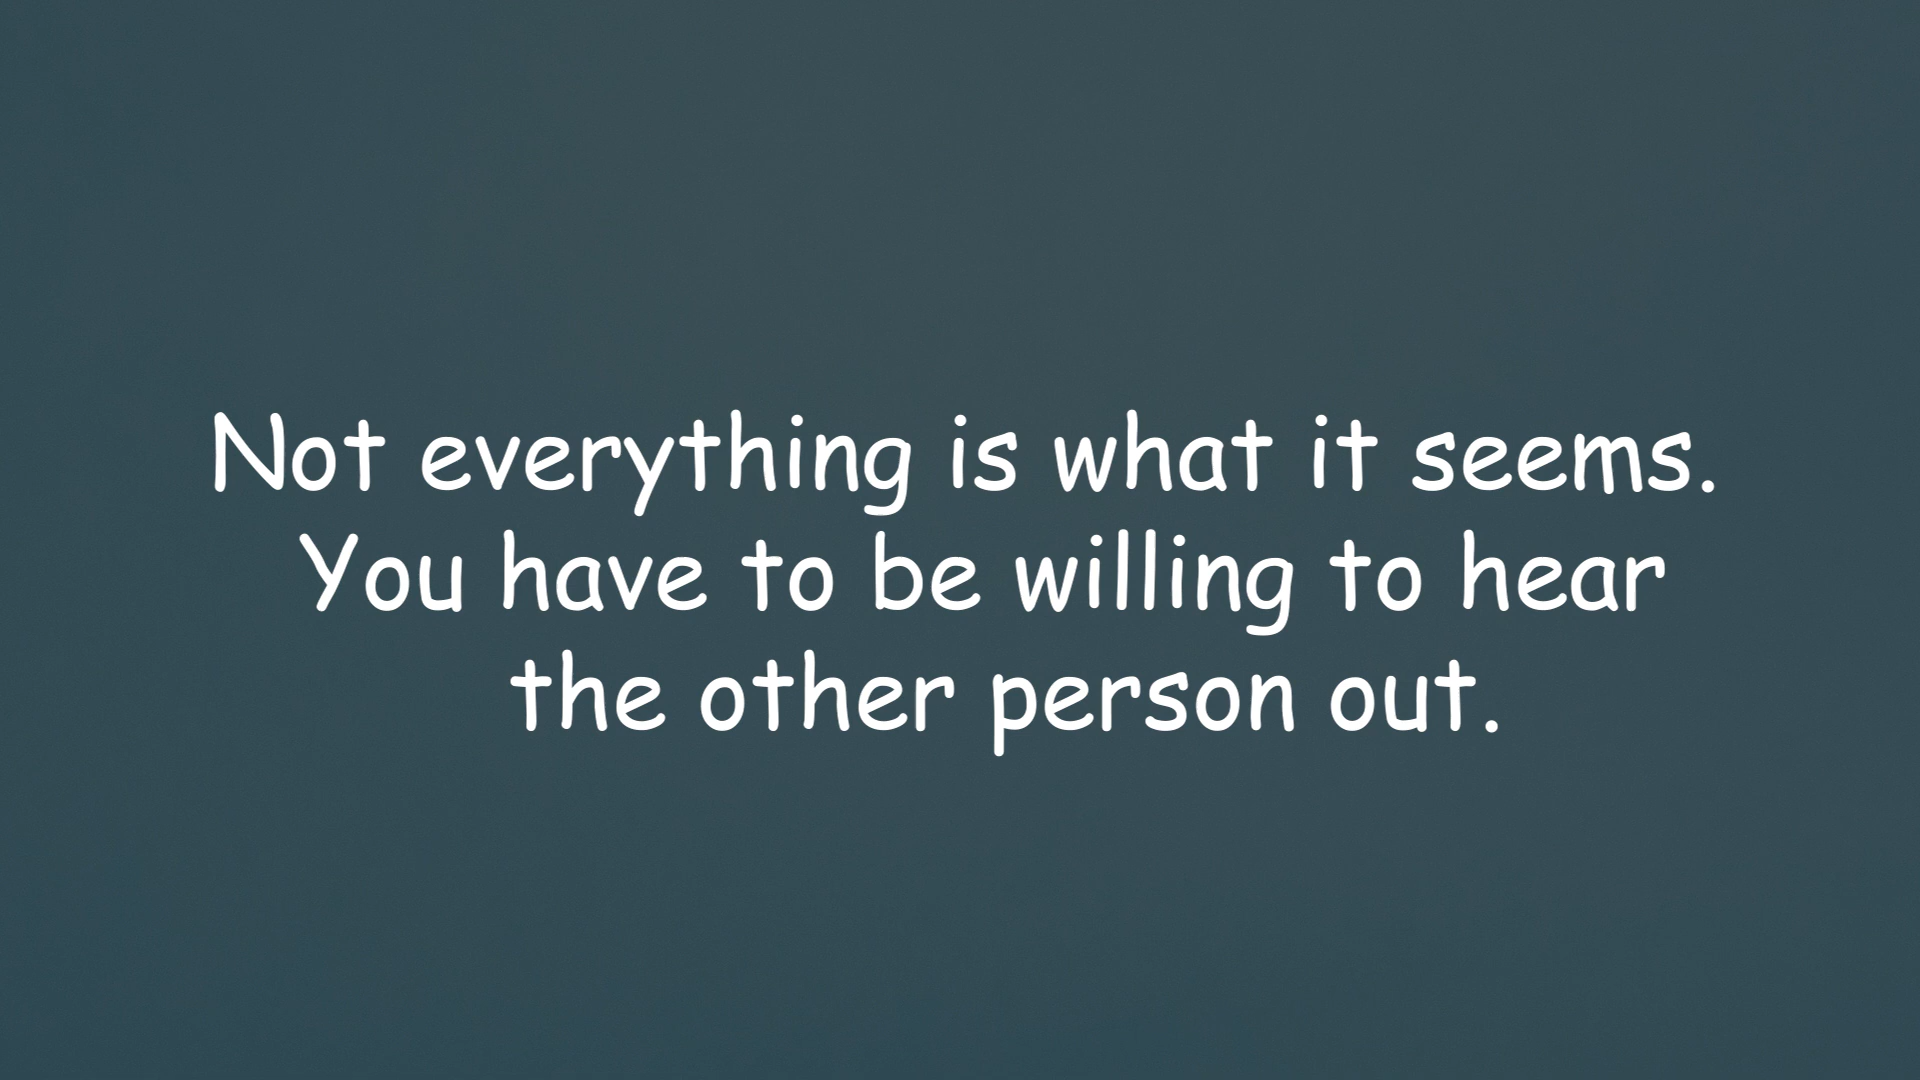 Not everything is what it seems.
You have to be willing to hear
the other person out.